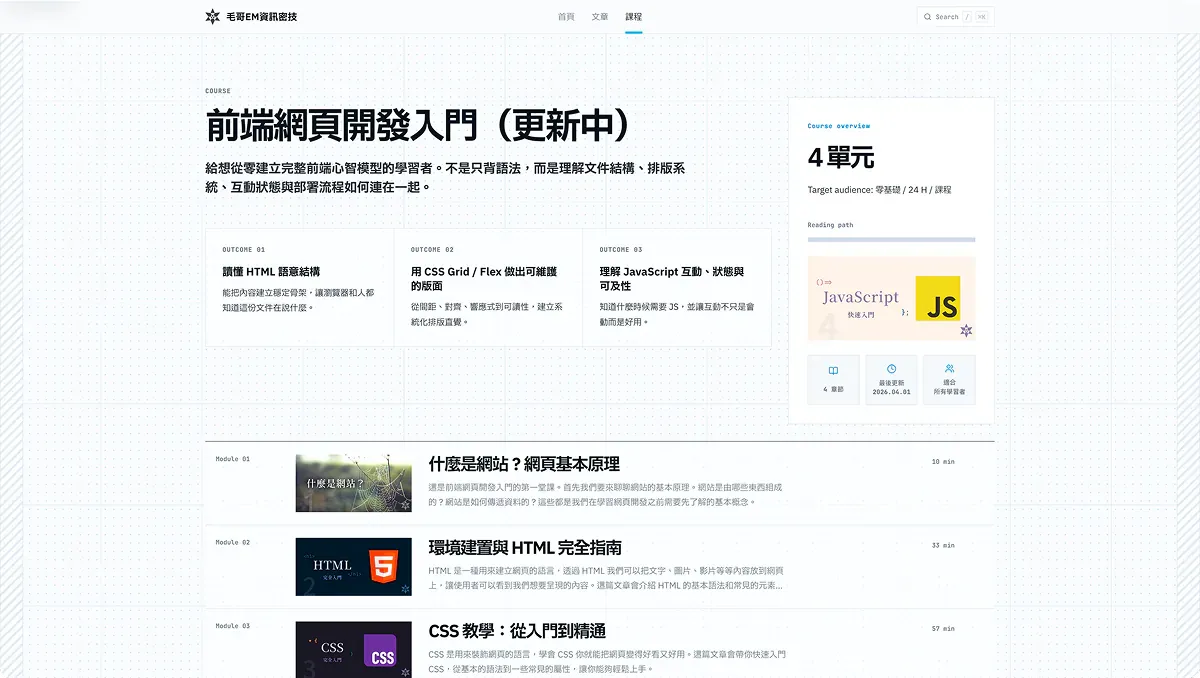 毛哥EM資訊密技
首頁
文章
課程
Search / ⌘K
COURSE
前端網頁開發入門（更新中）
給想從零建立完整前端心智模型的學習者。不是只背語法，而是理解文件結構、排版系
統、互動狀態與部署流程如何連在一起。
OUTCOME 01
讀懂 HTML 語意結構
能把內容建立穩定骨架，讓瀏覽器和人都
知道這份文件在說什麼。
OUTCOME 02
用 CSS Grid / Flex 做出可維護
的版面
從間距、對齊、響應式到可讀性，建立系
統化排版直覺。
OUTCOME 03
理解 JavaScript 互動、狀態與
可及性
知道什麼時候需要 JS，並讓互動不只是會
動而是好用。
Course overview
4 單元
Target audience: 零基礎 / 24 H / 課程
Reading path
()=>
JavaScript
快速入門
};
4
JS
4 章節
最後更新
2026.04.01
適合
所有學習者
Module 01
什麼是網站？
什麼是網站？網頁基本原理
這是前端網頁開發入門的第一堂課。首先我們要來聊聊網站的基本原理。網站是由哪些東西組成
的？網站是如何傳遞資料的？這些都是我們在學習網頁開發之前需要先了解的基本概念。
10 min
Module 02
HTML
完全入門
2
5
環境建置與 HTML 完全指南
HTML 是一種用來建立網頁的語言，透過 HTML 我們可以把文字、圖片、影片等等內容放到網頁
上，讓使用者可以看到我們想要呈現的內容。這篇文章會介紹 HTML 的基本語法和常見的元素...
33 min
Module 03
CSS
完全入門
3
CSS
CSS 教學：從入門到精通
CSS 是用來裝飾網頁的語言，學會 CSS 你就能把網頁變得好看又好用。這篇文章會帶你快速入門
CSS，從基本的語法到一些常見的屬性，讓你能夠輕鬆上手。
57 min